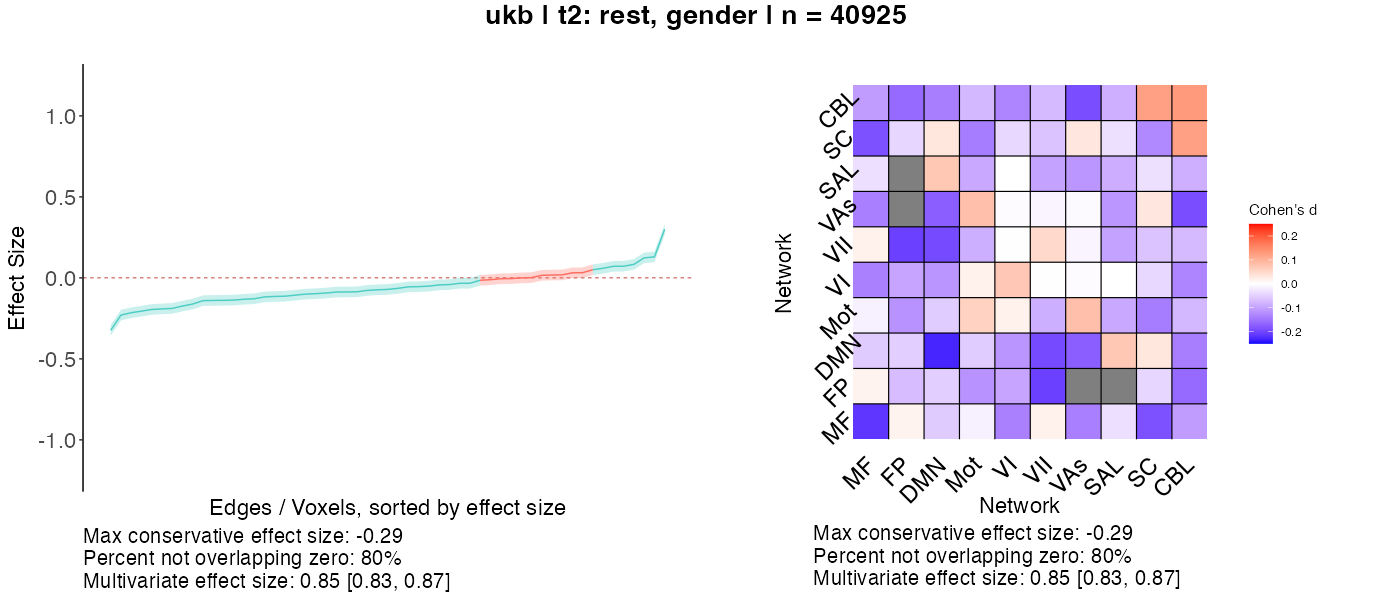 ukb | t2: rest, gender | n = 40925
Effect Size
1.0
0.5
0.0
-0.5
-1.0
Edges / Voxels, sorted by effect size
Max conservative effect size: -0.29
Percent not overlapping zero: 80%
Multivariate effect size: 0.85 [0.83, 0.87]
Network
CBL
SC
SAL
VAs
VII
VI
Mot
DMN
FP
MF
MF FP DMN Mot VI VII VAs SAL SC CBL
Network
Max conservative effect size: -0.29
Percent not overlapping zero: 80%
Multivariate effect size: 0.85 [0.83, 0.87]
Cohen's d
0.2
0.1
0.0
-0.1
-0.2